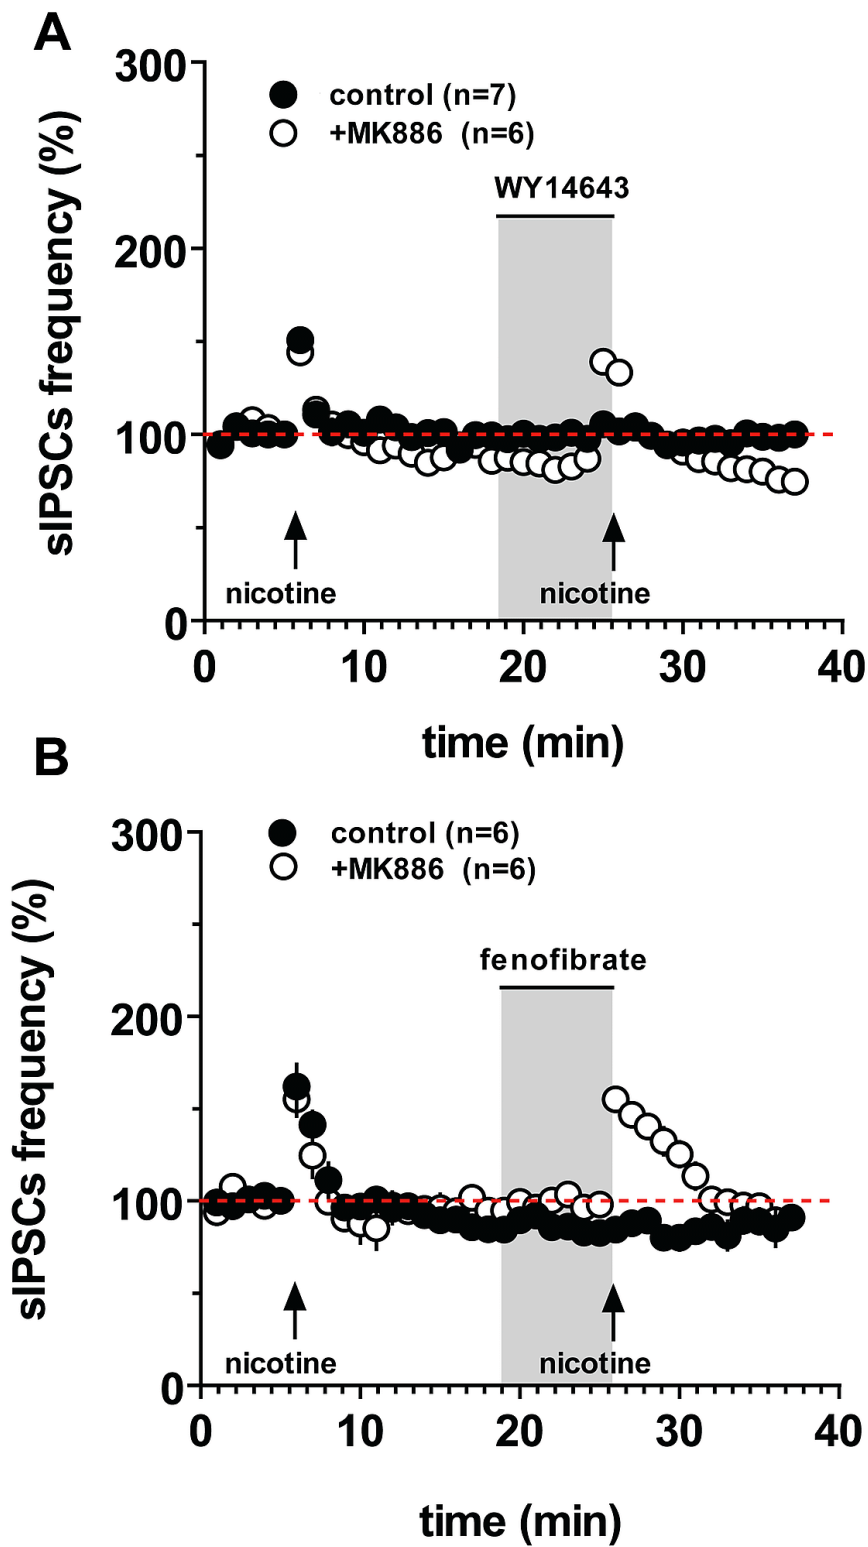 A
300
control (n=7)
+MK886 (n=6)
WY14643
200
sIPSCs frequency (%)
100
nicotine
nicotine
0
0 10 20 30 40
time (min)
B
300
control (n=6)
+MK886 (n=6)
fenofibrate
200
sIPSCs frequency (%)
100
nicotine
nicotine
0
0 10 20 30 40
time (min)